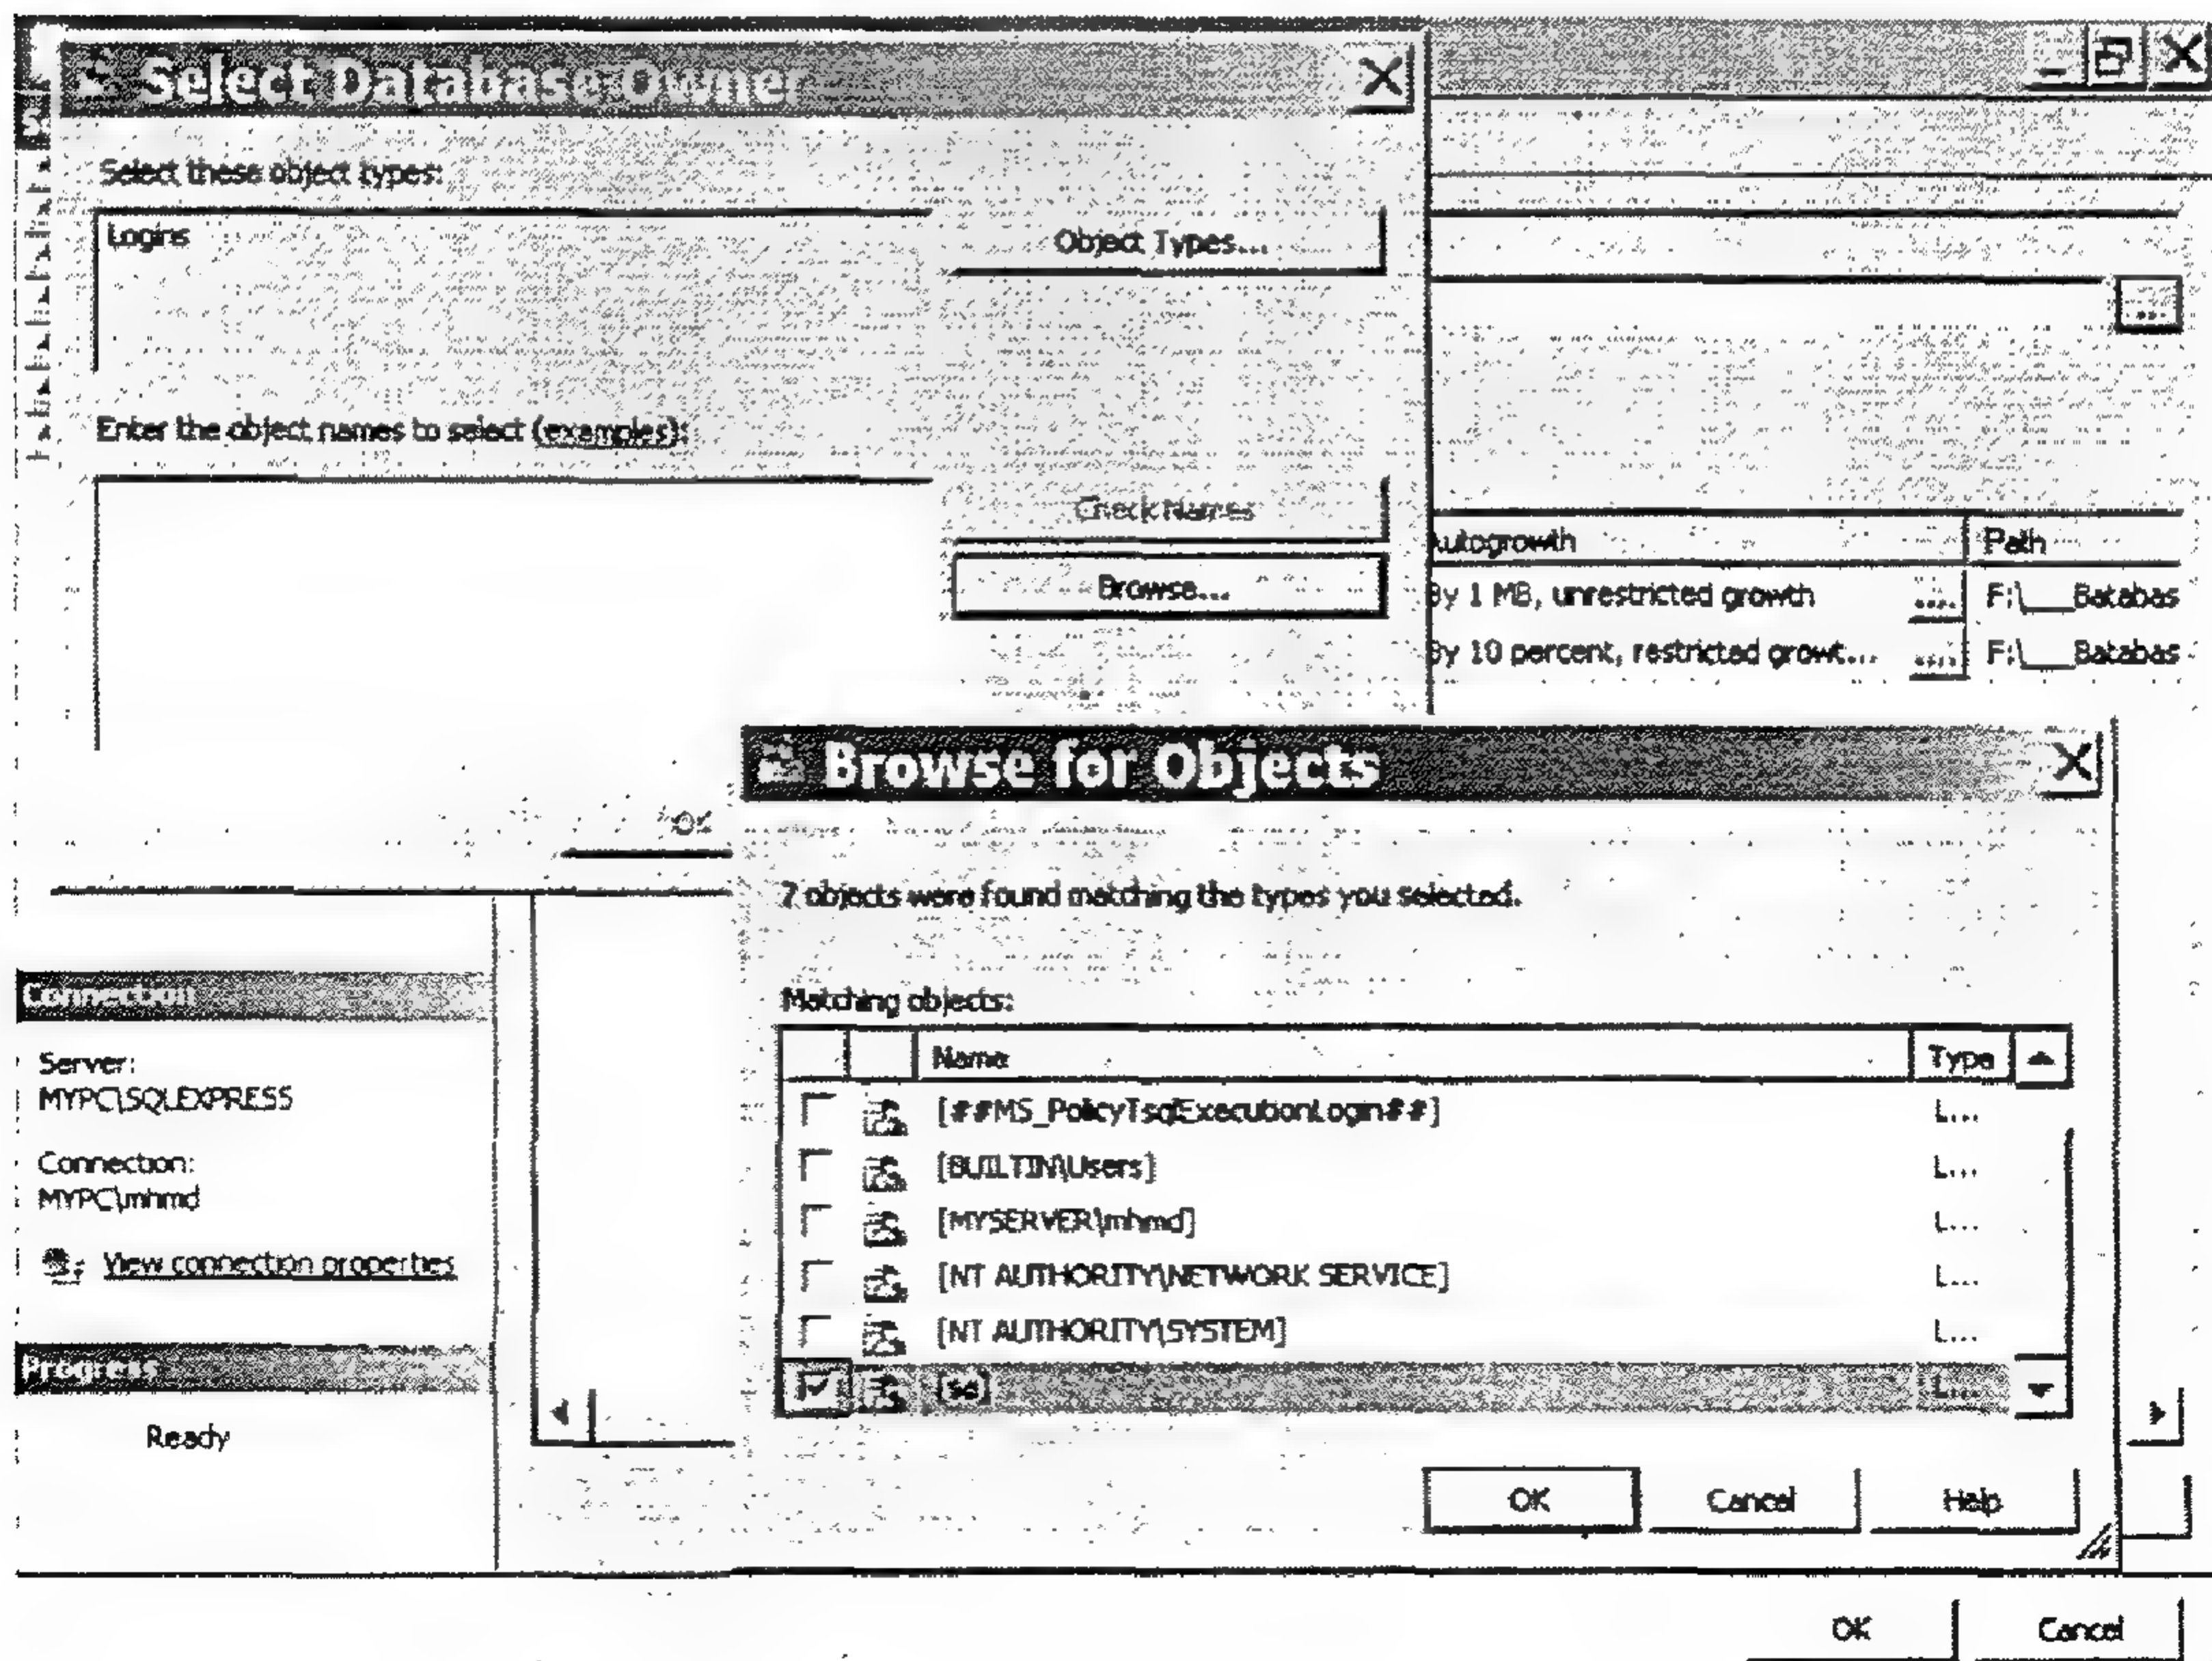 Select Database Owner
Select these object types:
Logins
Object Types...
Enter the object names to select (examples):
Check Names
Browse...
Autogrowth Path
By 1 MB, unrestricted growth ... F:\___Batabas
By 10 percent, restricted growt... ... F:\___Batabas
OK
Browse for Objects
7 objects were found matching the types you selected.
Matching objects:
Name Type
[##MS_PolicyTsqlExecutionLogin##] L...
[BUILTIN\Users] L...
[MYSERVER\mhmd] L...
[NT AUTHORITY\NETWORK SERVICE] L...
[NT AUTHORITY\SYSTEM] L...
[sa] L...
OK Cancel Help
Connection
Server:
MYPC\SQLEXPRESS
Connection:
MYPC\mhmd
View connection properties
Progress
Ready
OK Cancel